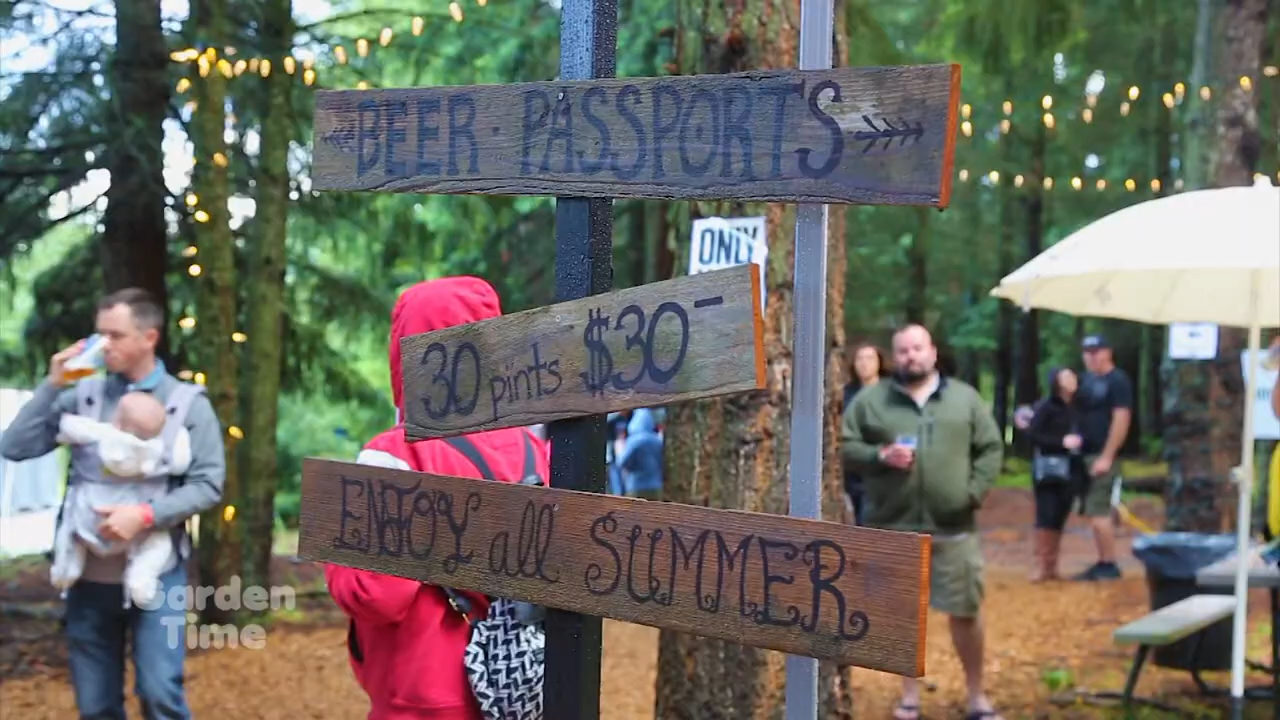 BEER · PASSPORTS
ONLY
30 pints $30-
ENJOY all SUMMER
Garden
Time